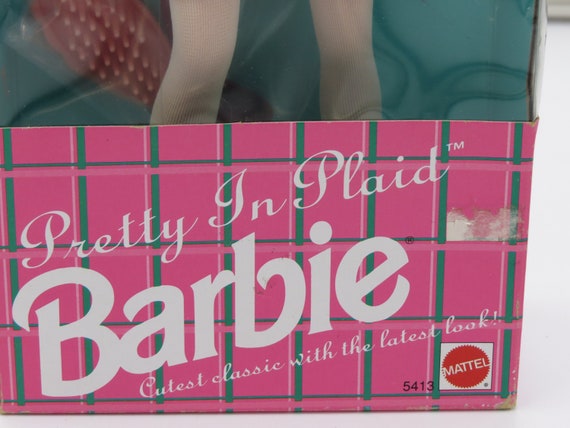 Pretty In Plaid™
Barbie®
Cutest classic with the latest look!
5413
MATTEL